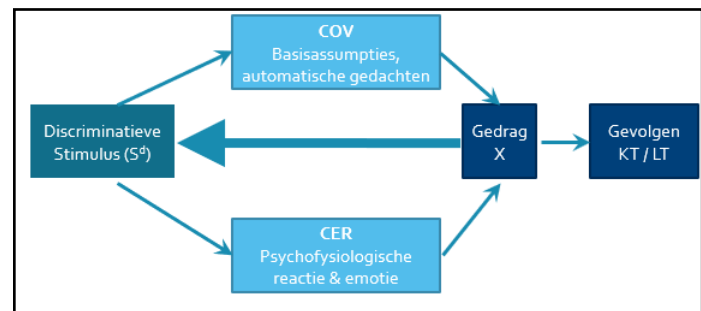 COV
Basisassumpties,
automatische gedachten
Discriminatieve
Stimulus (Sᵈ)
Gedrag
X
Gevolgen
KT / LT
CER
Psychofysiologische
reactie & emotie